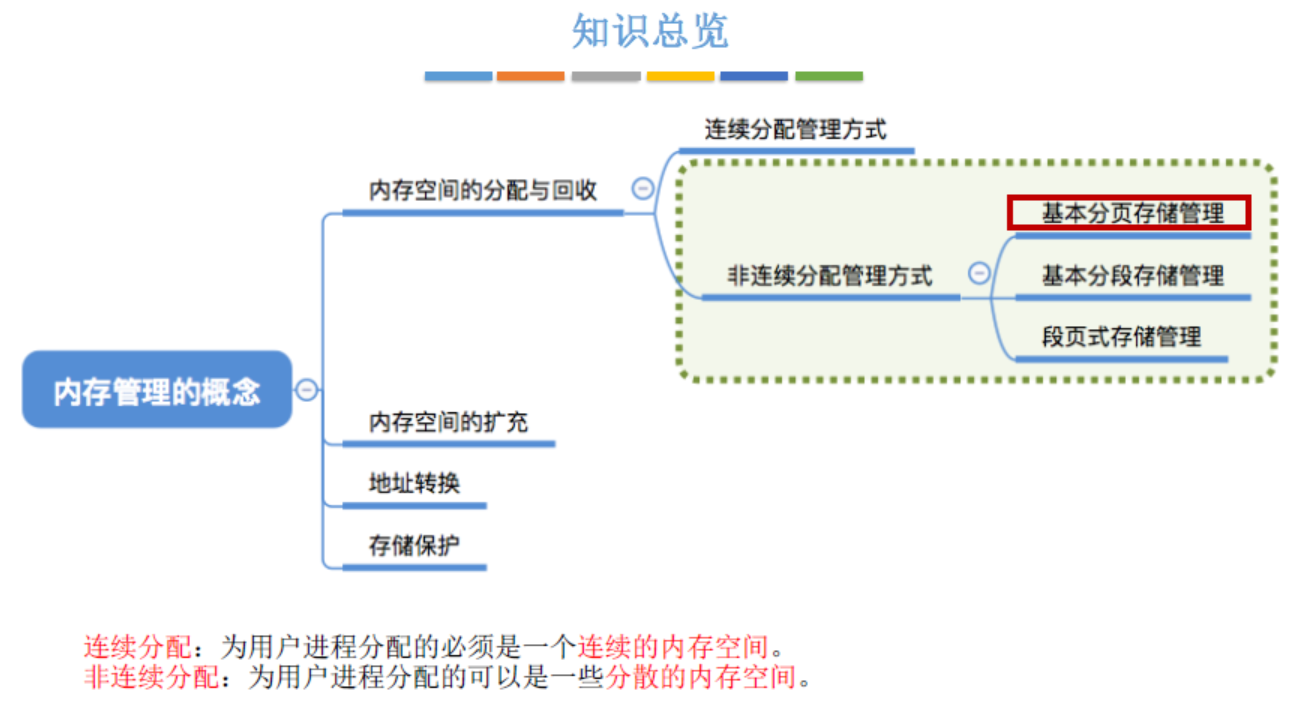 知识总览
连续分配管理方式
内存空间的分配与回收
基本分页存储管理
非连续分配管理方式
基本分段存储管理
段页式存储管理
内存管理的概念
内存空间的扩充
地址转换
存储保护
连续分配：为用户进程分配的必须是一个连续的内存空间。
非连续分配：为用户进程分配的可以是一些分散的内存空间。